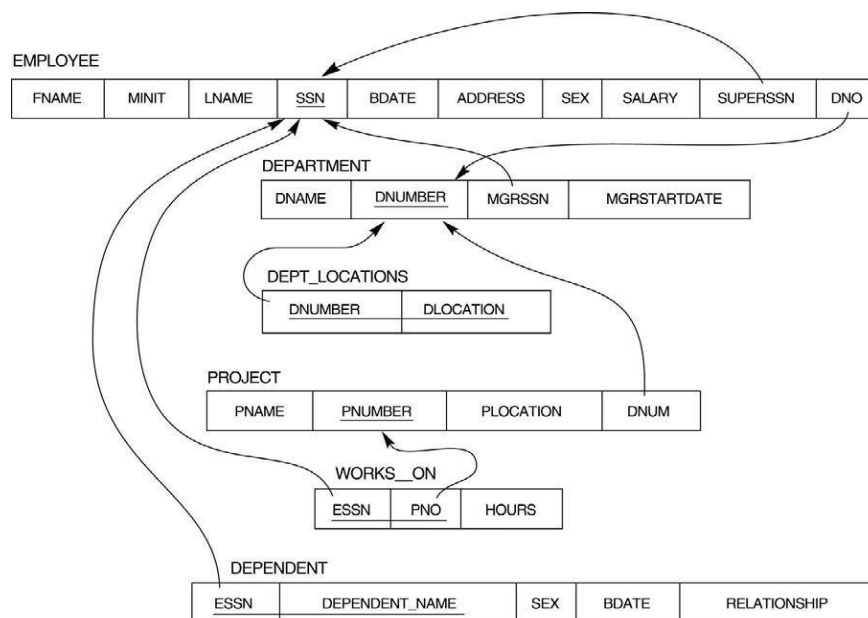 EMPLOYEE
FNAME MINIT LNAME SSN BDATE ADDRESS SEX SALARY SUPERSSN DNO
DEPARTMENT
DNAME DNUMBER MGRSSN MGRSTARTDATE
DEPT_LOCATIONS
DNUMBER DLOCATION
PROJECT
PNAME PNUMBER PLOCATION DNUM
WORKS__ON
ESSN PNO HOURS
DEPENDENT
ESSN DEPENDENT_NAME SEX BDATE RELATIONSHIP